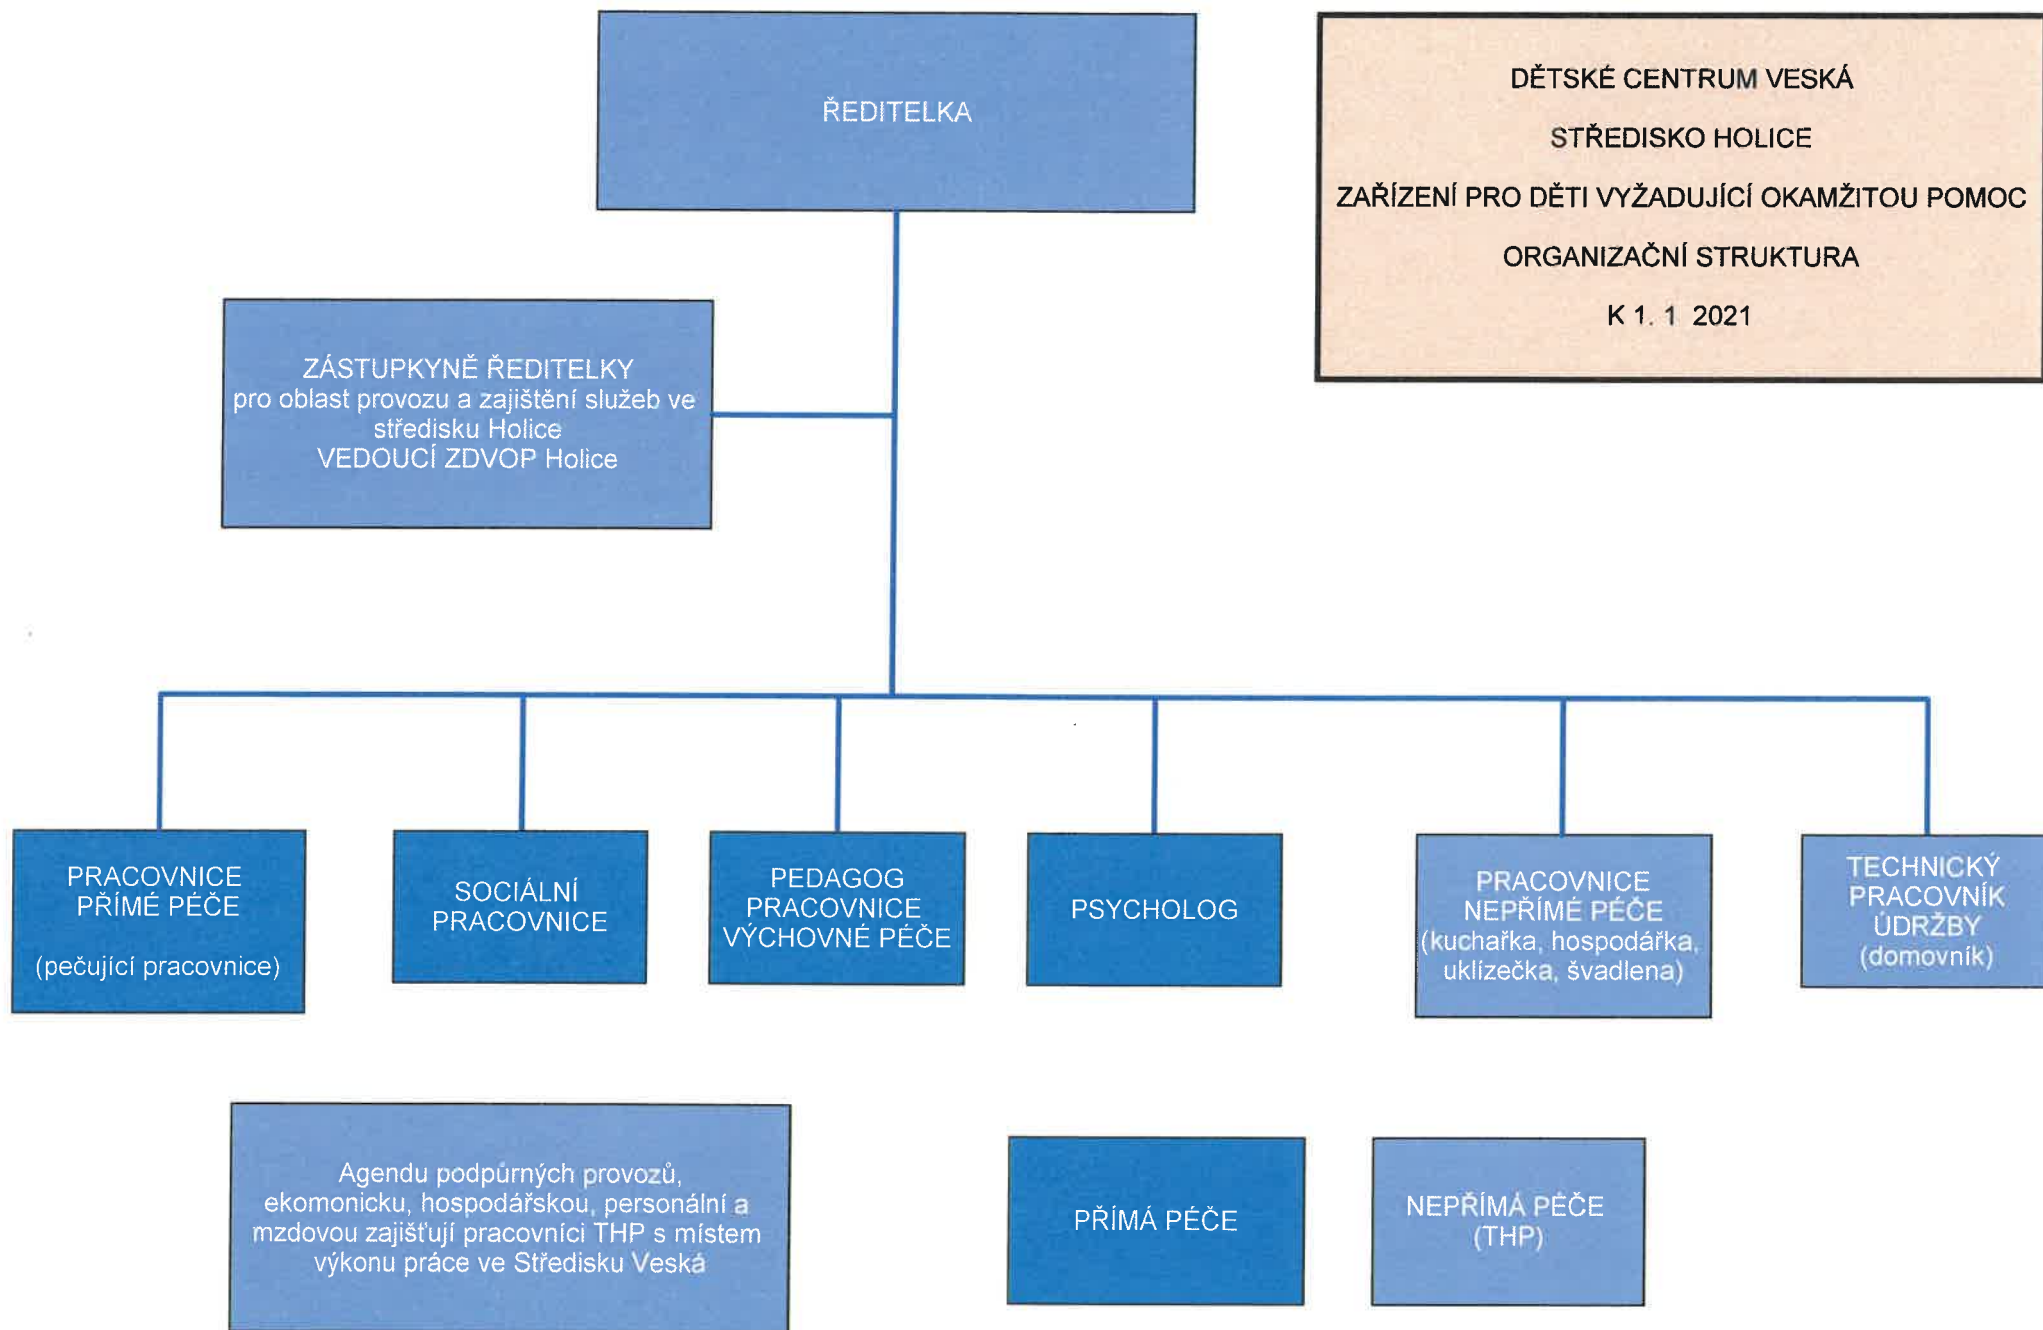 ŘEDITELKA
DĚTSKÉ CENTRUM VESKÁ
STŘEDISKO HOLICE
ZAŘÍZENÍ PRO DĚTI VYŽADUJÍCÍ OKAMŽITOU POMOC
ORGANIZAČNÍ STRUKTURA
K 1. 1 2021
ZÁSTUPKYNĚ ŘEDITELKY
pro oblast provozu a zajištění služeb ve
středisku Holice
VEDOUCÍ ZDVOP Holice
PRACOVNICE
PŘÍMÉ PÉČE
(pečující pracovnice)
SOCIÁLNÍ
PRACOVNICE
PEDAGOG
PRACOVNICE
VÝCHOVNÉ PÉČE
PSYCHOLOG
PRACOVNICE
NEPŘÍMÉ PÉČE
(kuchařka, hospodářka,
uklízečka, švadlena)
TECHNICKÝ
PRACOVNÍK
ÚDRŽBY
(domovník)
Agendu podpůrných provozů,
ekomonicku, hospodářskou, personální a
mzdovou zajišťují pracovníci THP s místem
výkonu práce ve Středisku Veská
PŘÍMÁ PÉČE
NEPŘÍMÁ PÉČE
(THP)